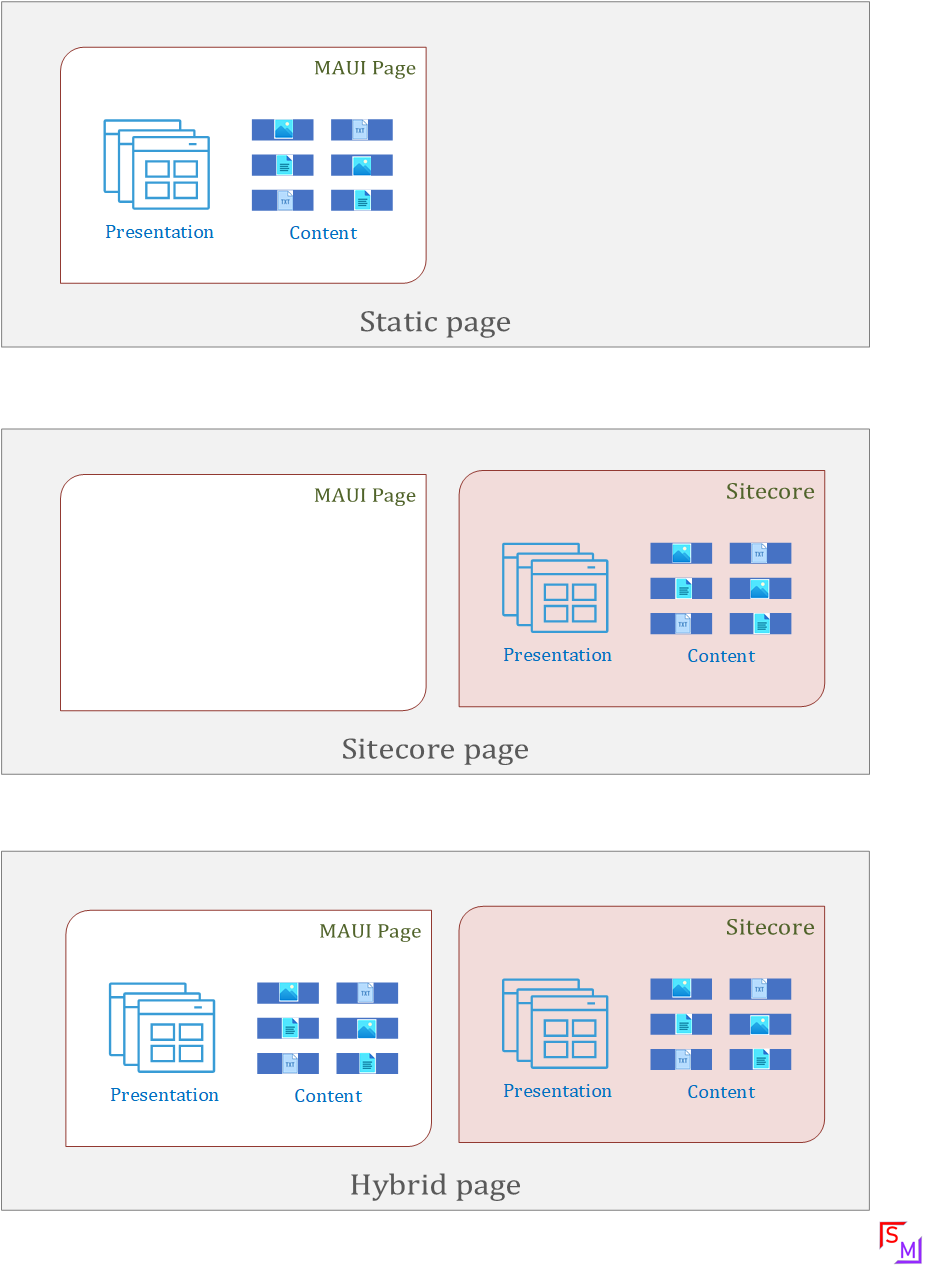 MAUI Page
TXT
TXT
Presentation
Content
Static page
MAUI Page
Sitecore
TXT
TXT
Presentation
Content
Sitecore page
MAUI Page
Sitecore
TXT
TXT
TXT
TXT
Presentation
Content
Presentation
Content
Hybrid page
S
M